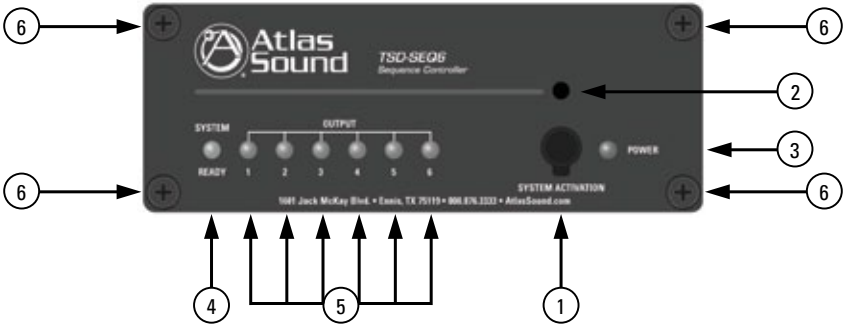 6
6
Atlas
Sound
TSD-SEQ6
Sequence Controller
2
SYSTEM
OUTPUT
READY
1 2 3 4 5 6
POWER
3
6
6
SYSTEM ACTIVATION
1601 Jack McKay Blvd. • Ennis, TX 75119 • 800.876.3333 • AtlasSound.com
4
5
1